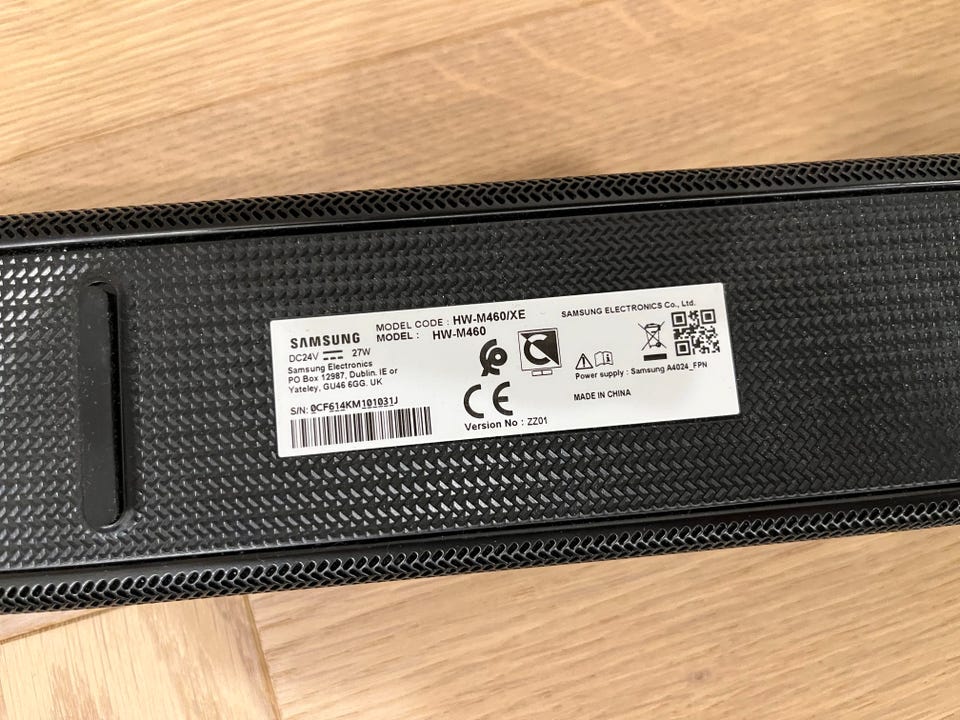 SAMSUNG
DC24V 27W
Samsung Electronics
PO Box 12987, Dublin. IE or
Yateley, GU46 6GG. UK
S/N: 0CF614KM101031J
MODEL CODE : HW-M460/XE
MODEL : HW-M460
CE
Version No : ZZ01
SAMSUNG ELECTRONICS Co., Ltd.
Power supply : Samsung A4024_FPN
MADE IN CHINA